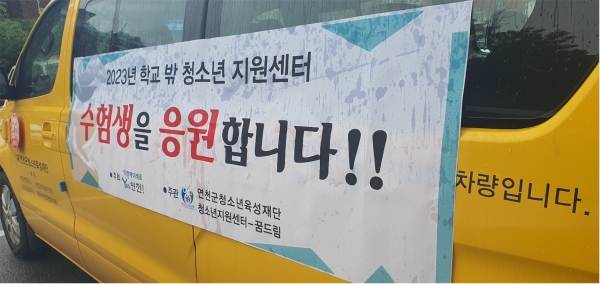 2023년 학교 밖 청소년 지원센터
수험생을 응원합니다!!
연천!
• 주관
연천군청소년육성재단
청소년지원센터-꿈드림
차량입니다.